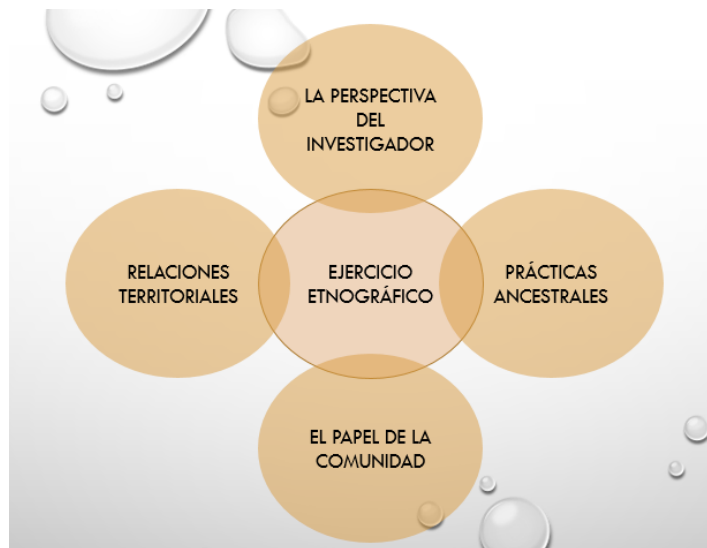 LA PERSPECTIVA
DEL
INVESTIGADOR
RELACIONES
TERRITORIALES
EJERCICIO
ETNOGRÁFICO
PRÁCTICAS
ANCESTRALES
EL PAPEL DE LA
COMUNIDAD